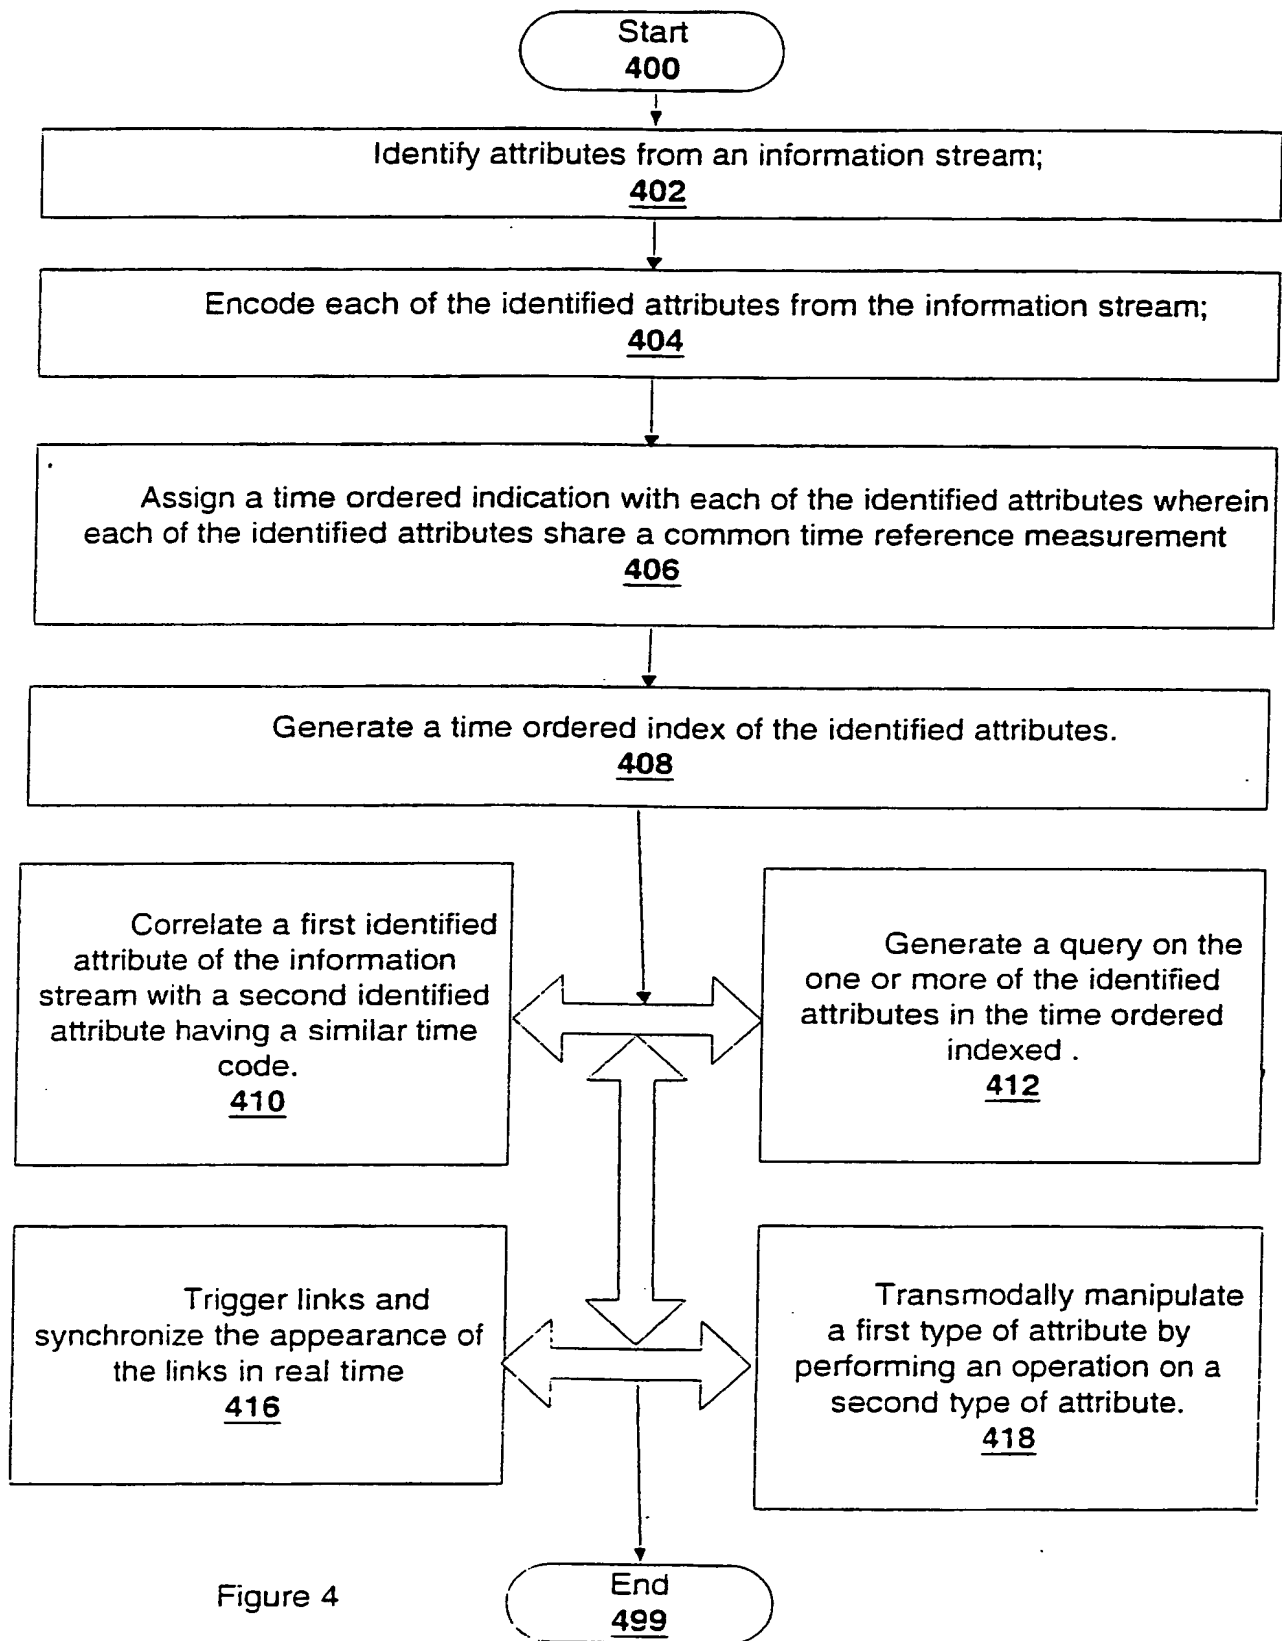 Start
400
Identify attributes from an information stream;
402
Encode each of the identified attributes from the information stream;
404
Assign a time ordered indication with each of the identified attributes wherein
each of the identified attributes share a common time reference measurement
406
Generate a time ordered index of the identified attributes.
408
Correlate a first identified
attribute of the information
stream with a second identified
attribute having a similar time
code.
410
Generate a query on the
one or more of the identified
attributes in the time ordered
indexed .
412
Trigger links and
synchronize the appearance of
the links in real time
416
Transmodally manipulate
a first type of attribute by
performing an operation on a
second type of attribute.
418
End
499
Figure 4